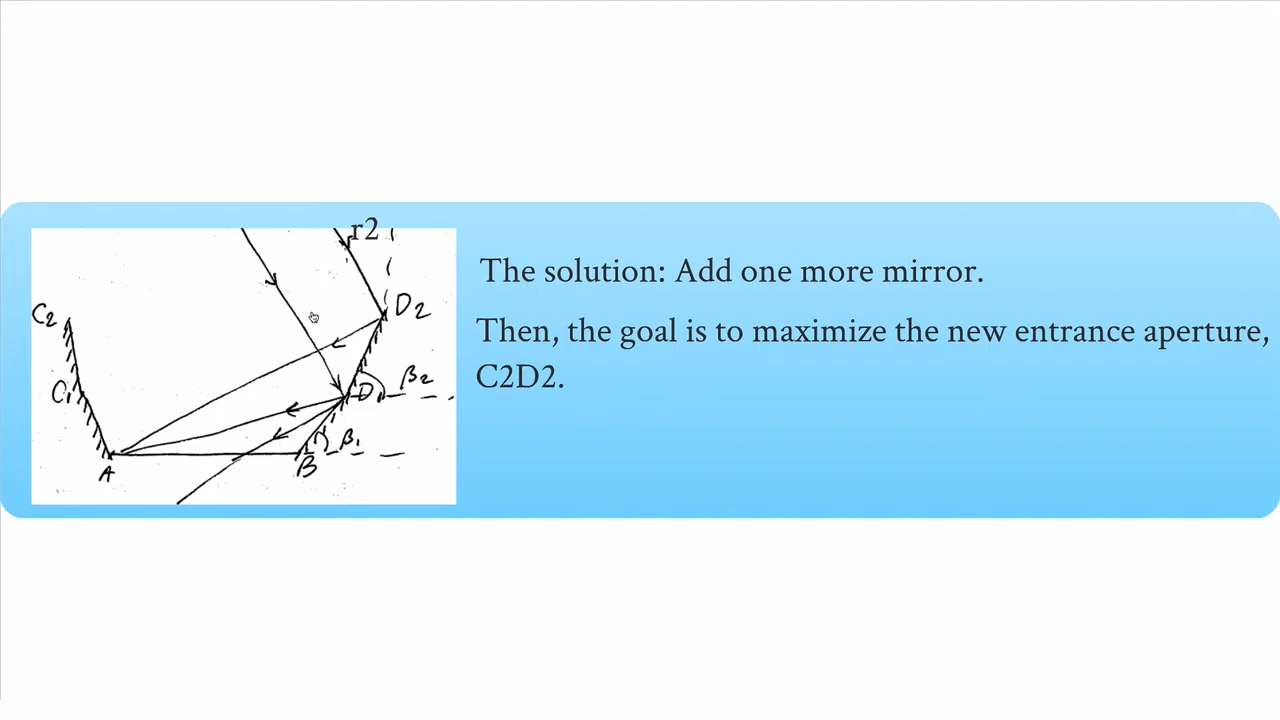 r2
The solution: Add one more mirror.
Then, the goal is to maximize the new entrance aperture,
C2D2.
C2
D2
C1
D1
β2
β1
A
B